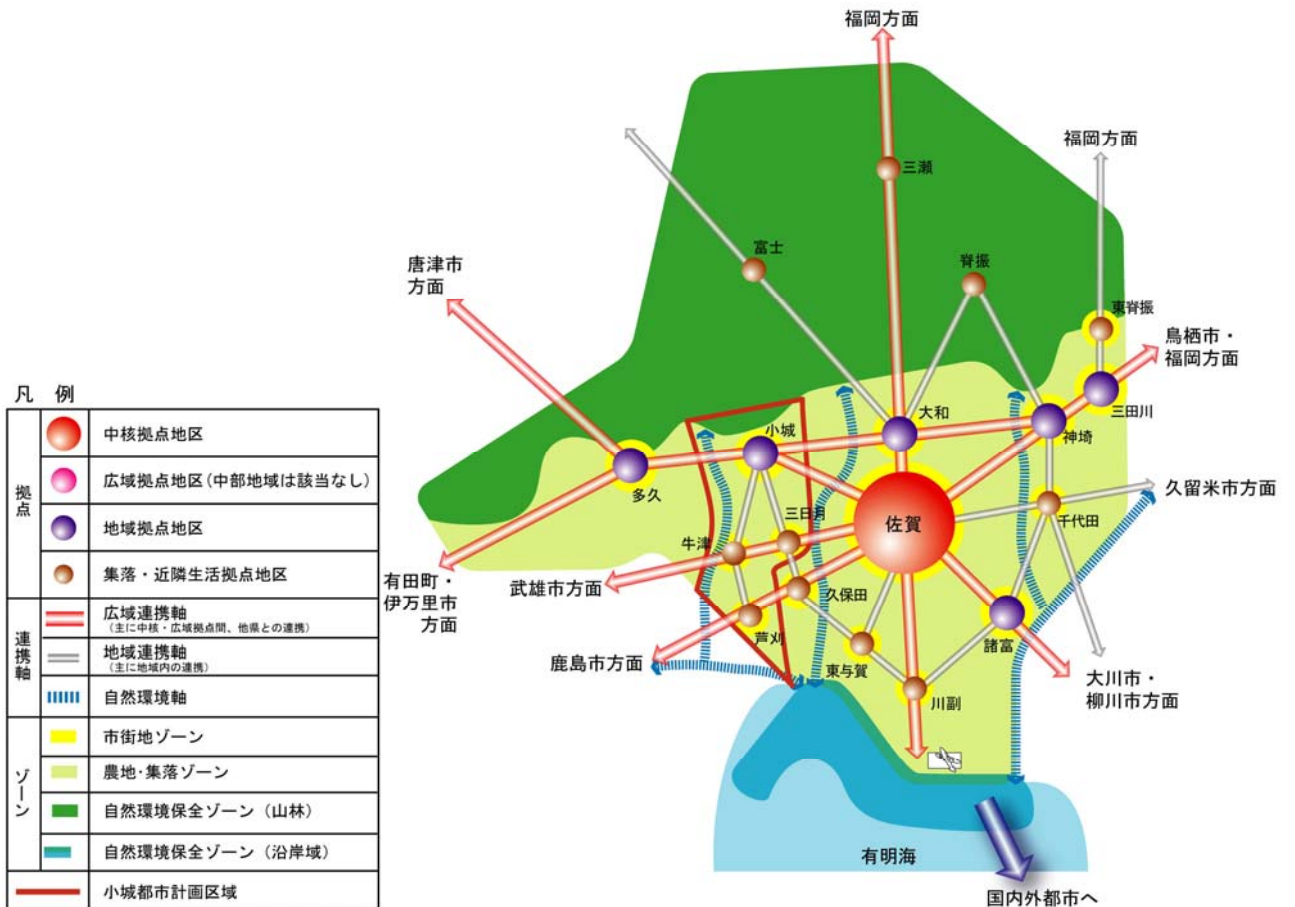 福岡方面
福岡方面
三瀬
富士
脊振
唐津市
方面
東脊振
鳥栖市・
福岡方面
三田川
大和
小城
神埼
多久
久留米市方面
佐賀
千代田
三日月
牛津
有田町・
伊万里市
方面
武雄市方面
久保田
芦刈
諸富
鹿島市方面
東与賀
川副
大川市・
柳川市方面
有明海
国内外都市へ
凡 例
拠点
中核拠点地区
広域拠点地区(中部地域は該当なし)
地域拠点地区
集落・近隣生活拠点地区
連携軸
広域連携軸
(主に中核・広域拠点間、他県との連携)
地域連携軸
(主に地域内の連携)
自然環境軸
ゾーン
市街地ゾーン
農地・集落ゾーン
自然環境保全ゾーン(山林)
自然環境保全ゾーン(沿岸域)
小城都市計画区域